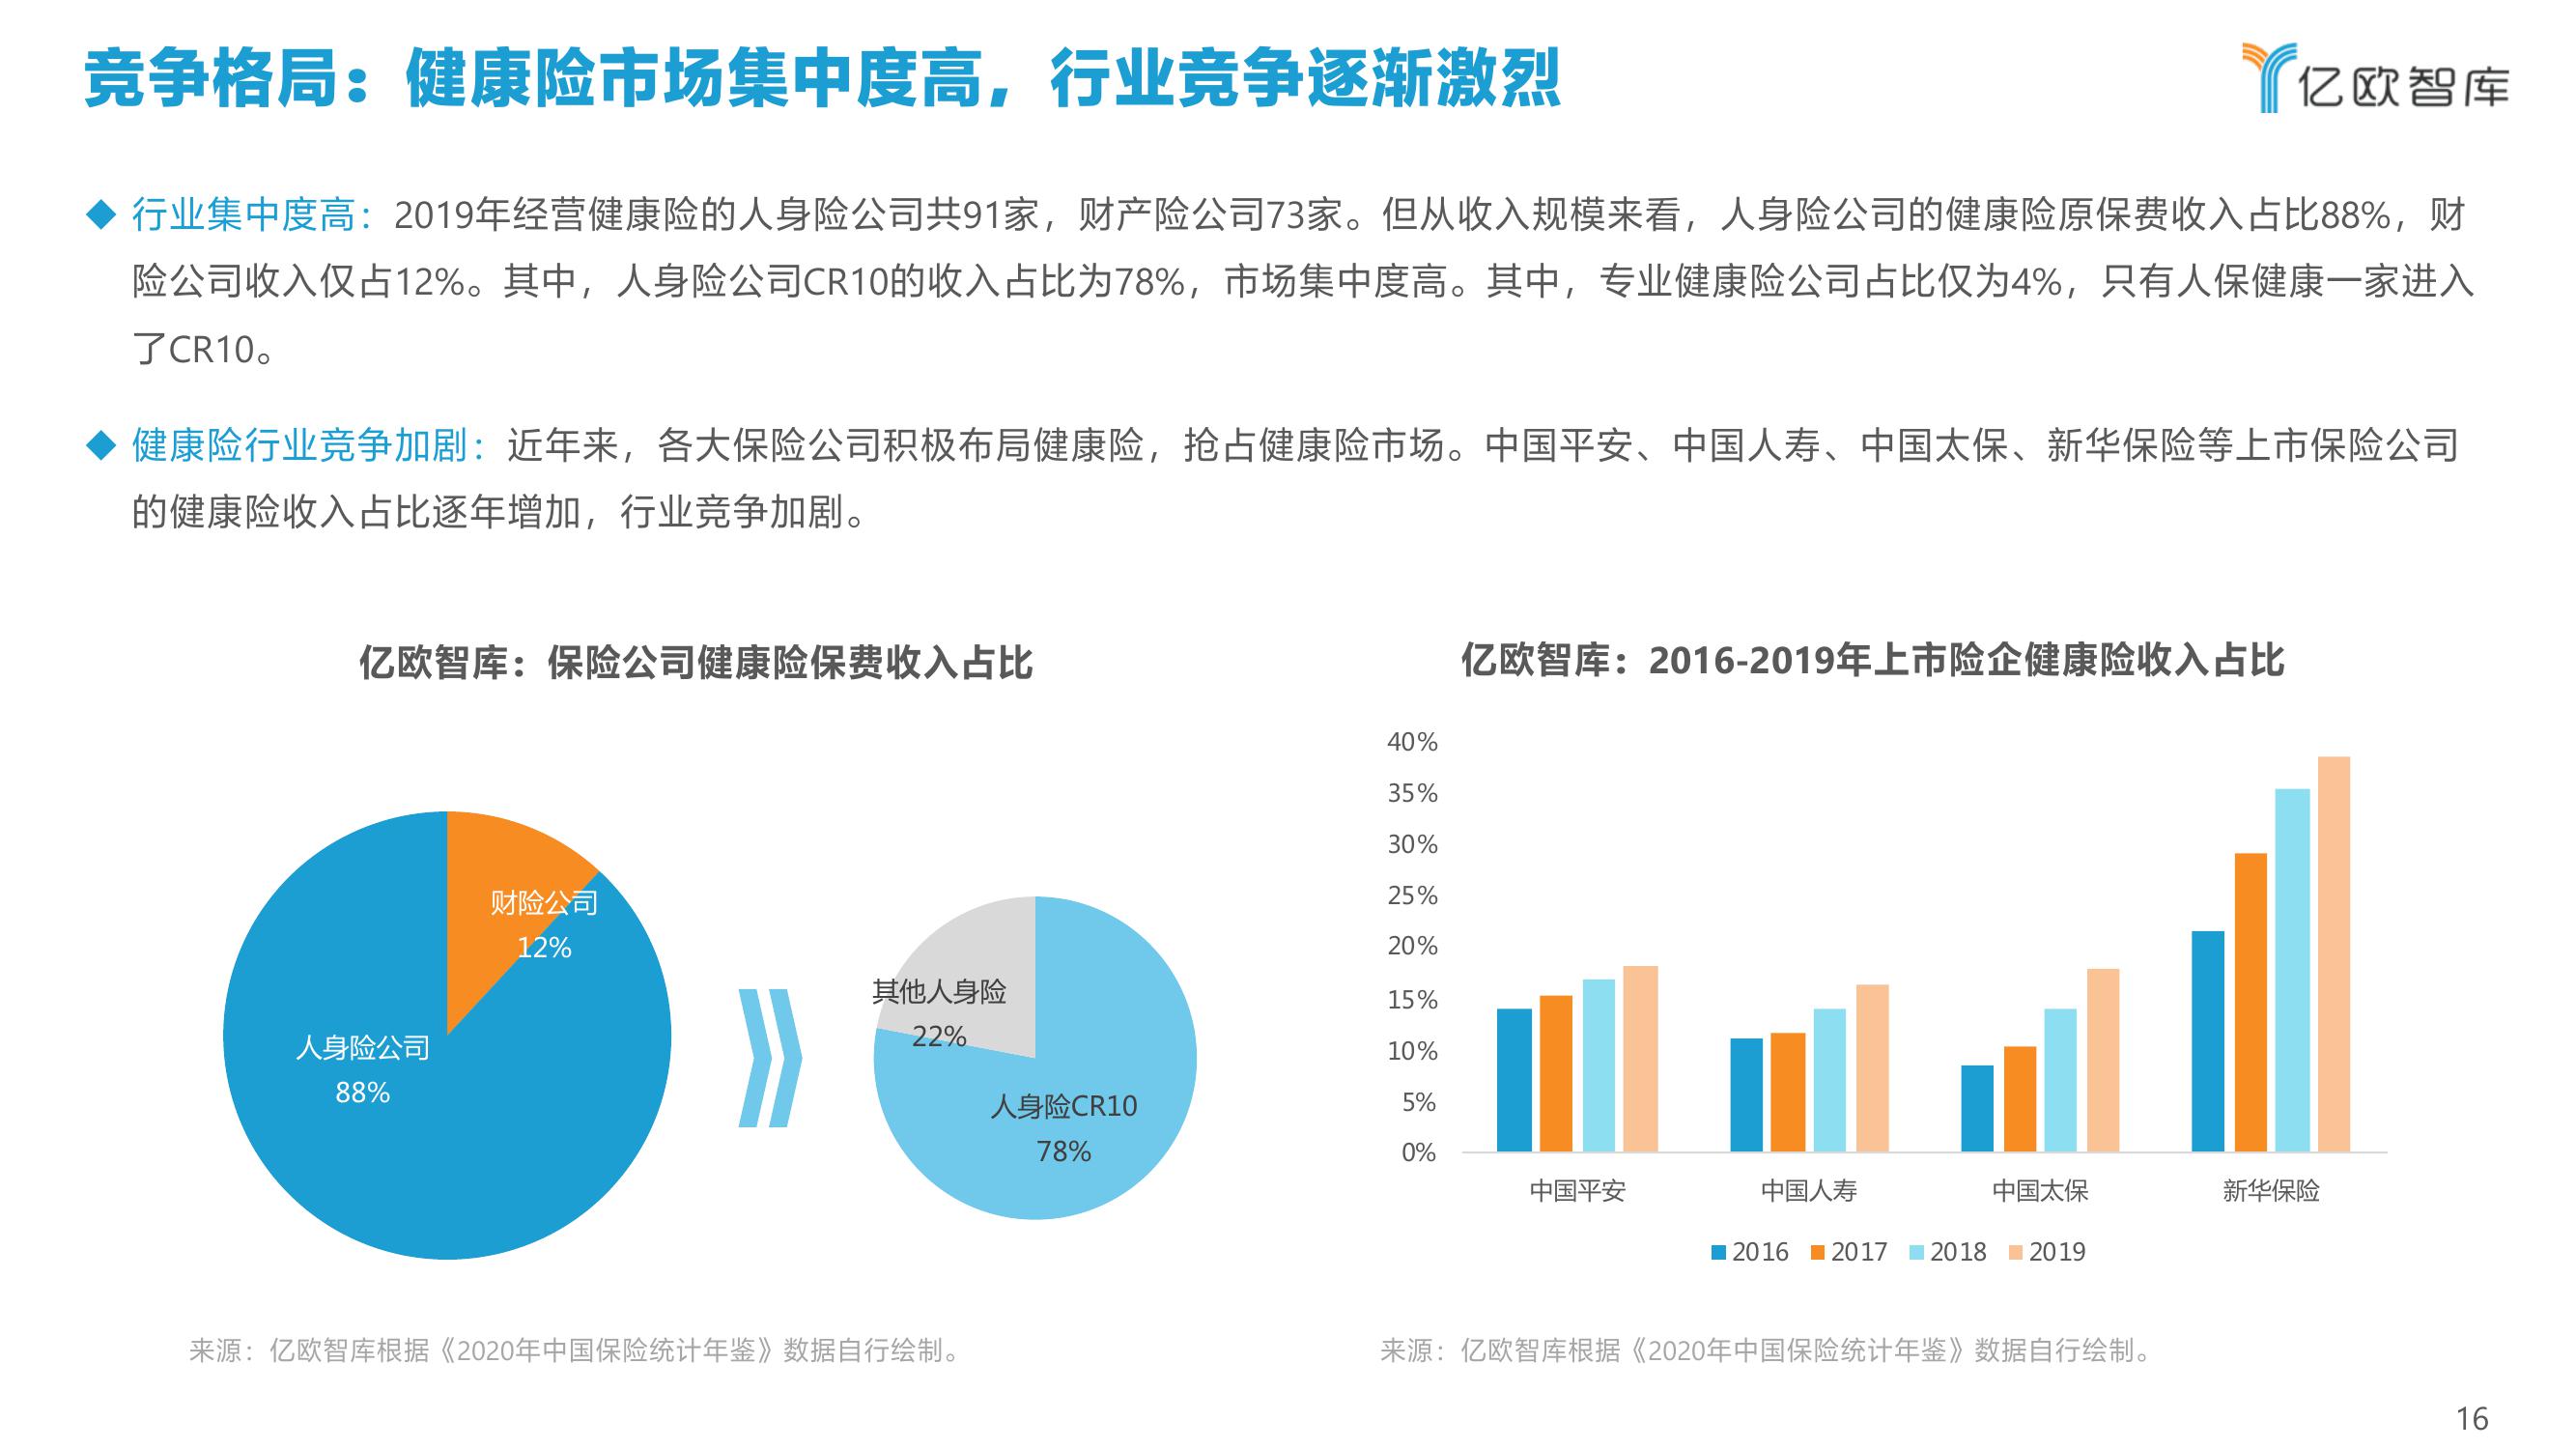 竞争格局：健康险市场集中度高，行业竞争逐渐激烈
亿欧智库
◆ 行业集中度高：2019年经营健康险的人身险公司共91家，财产险公司73家。但从收入规模来看，人身险公司的健康险原保费收入占比88%，财
险公司收入仅占12%。其中，人身险公司CR10的收入占比为78%，市场集中度高。其中，专业健康险公司占比仅为4%，只有人保健康一家进入
了CR10。
◆ 健康险行业竞争加剧：近年来，各大保险公司积极布局健康险，抢占健康险市场。中国平安、中国人寿、中国太保、新华保险等上市保险公司
的健康险收入占比逐年增加，行业竞争加剧。
亿欧智库：保险公司健康险保费收入占比
财险公司
12%
人身险公司
88%
其他人身险
22%
人身险CR10
78%
来源：亿欧智库根据《2020年中国保险统计年鉴》数据自行绘制。
亿欧智库：2016-2019年上市险企健康险收入占比
40%
35%
30%
25%
20%
15%
10%
5%
0%
中国平安 中国人寿 中国太保 新华保险
2016 2017 2018 2019
来源：亿欧智库根据《2020年中国保险统计年鉴》数据自行绘制。
16